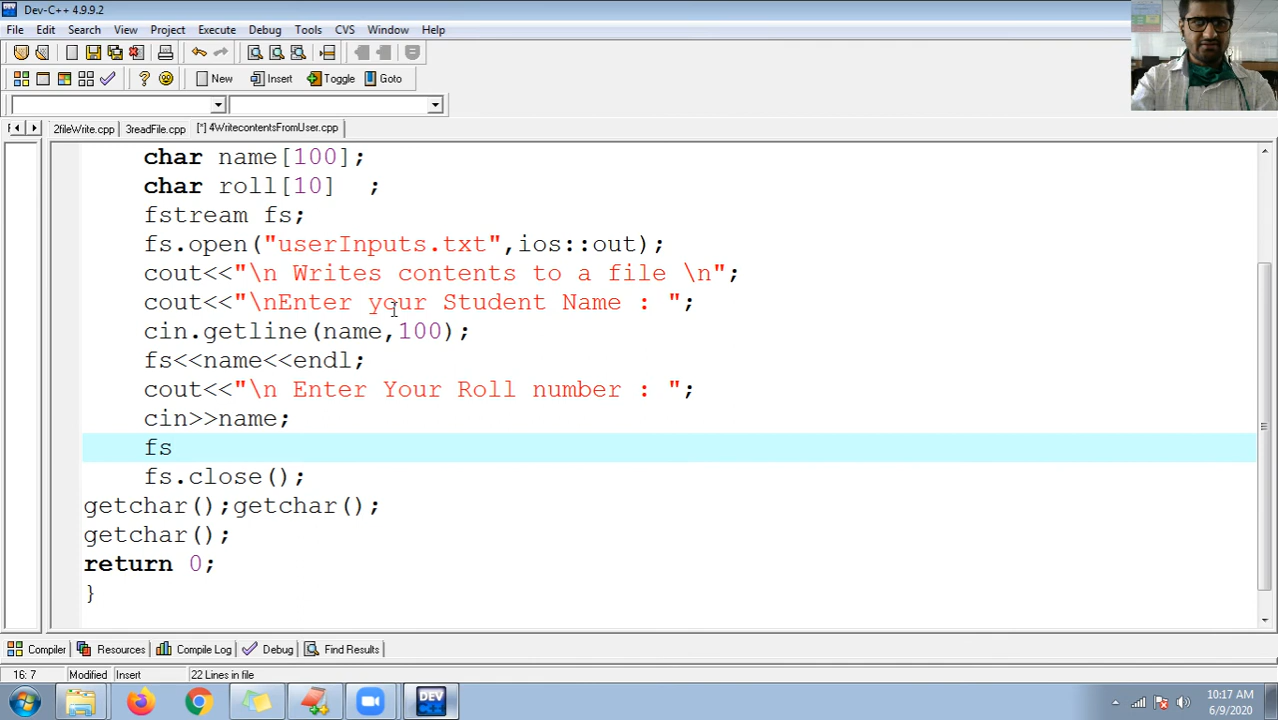 Dev-C++ 4.9.9.2
File Edit Search View Project Execute Debug Tools CVS Window Help
New Insert Toggle Goto
2fileWrite.cpp 3readFile.cpp [*] 4WritecontentsFromUser.cpp
char name[100];
char roll[10] ;
fstream fs;
fs.open("userInputs.txt",ios::out);
cout<<"\n Writes contents to a file \n";
cout<<"\nEnter your Student Name : ";
cin.getline(name,100);
fs<<name<<endl;
cout<<"\n Enter Your Roll number : ";
cin>>name;
fs
fs.close();
getchar();getchar();
getchar();
return 0;
}
Compiler Resources Compile Log Debug Find Results
16: 7 Modified Insert 22 Lines in file
DEV
10:17 AM
6/9/2020